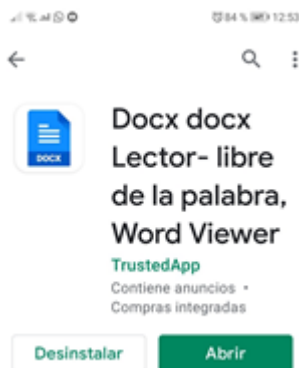 84 % 12:53
Docx docx
Lector- libre
de la palabra,
Word Viewer
DOCX
TrustedApp
Contiene anuncios •
Compras integradas
Desinstalar Abrir